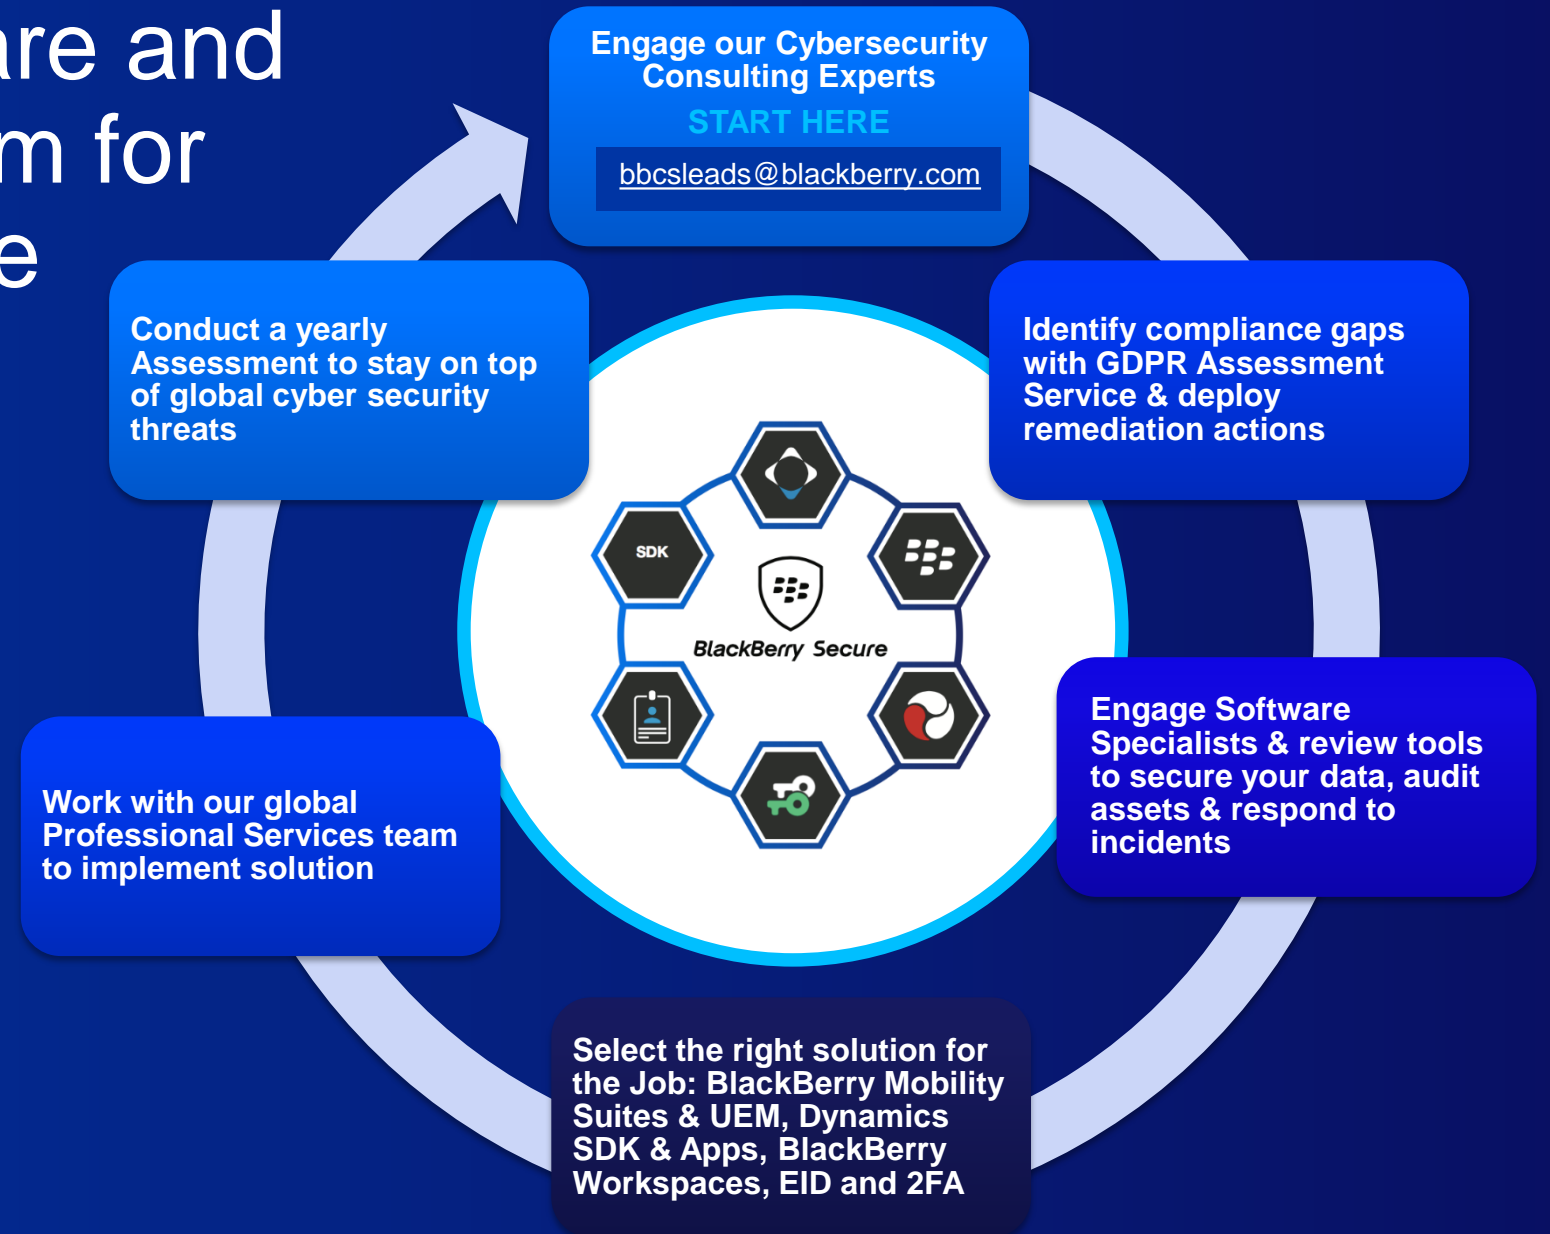 are and
m for
e
Engage our Cybersecurity
Consulting Experts
START HERE
bbcsleads@blackberry.com
Identify compliance gaps
with GDPR Assessment
Service & deploy
remediation actions
Engage Software
Specialists & review tools
to secure your data, audit
assets & respond to
incidents
Select the right solution for
the Job: BlackBerry Mobility
Suites & UEM, Dynamics
SDK & Apps, BlackBerry
Workspaces, EID and 2FA
Work with our global
Professional Services team
to implement solution
Conduct a yearly
Assessment to stay on top
of global cyber security
threats
SDK
BlackBerry Secure